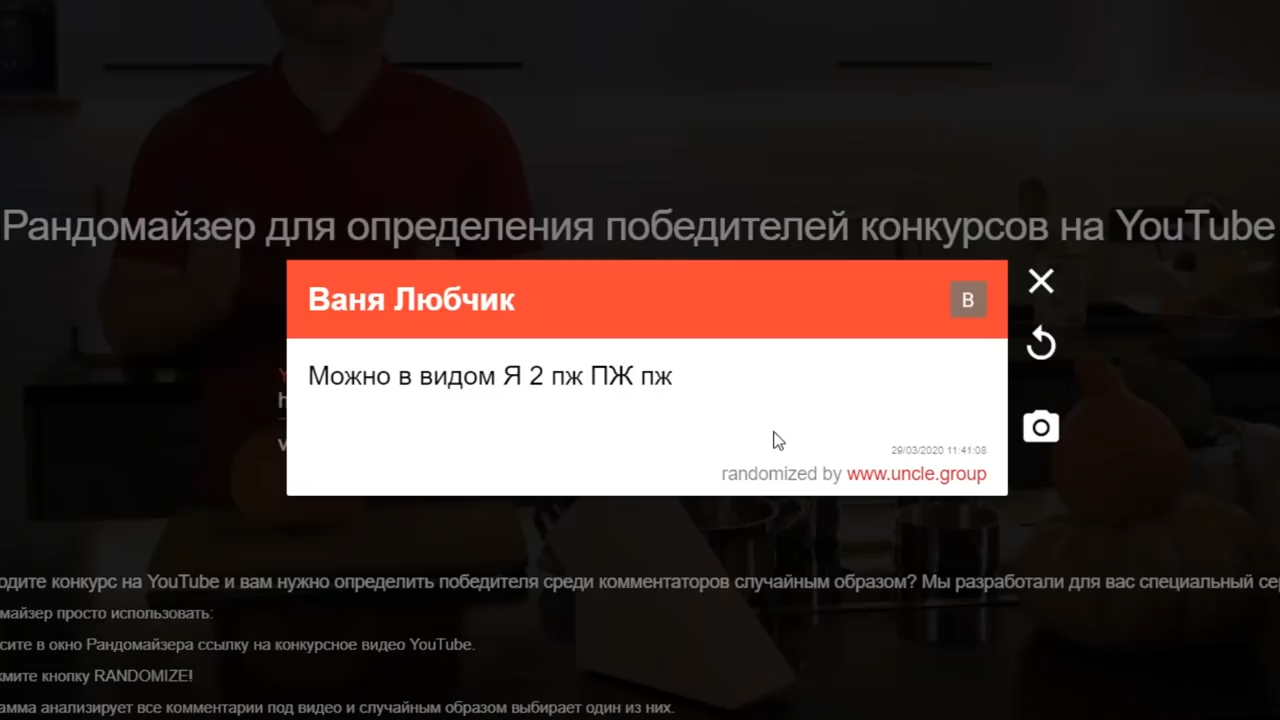 Рандомайзер для определения победителей конкурсов на YouTube
Ваня Любчик
В
Можно в видом Я 2 пж ПЖ пж
29/03/2020 11:41:08
randomized by www.uncle.group
одите конкурс на YouTube и вам нужно определить победителя среди комментаторов случайным образом? Мы разработали для вас специальный сер
майзер просто использовать:
сите в окно Рандомайзера ссылку на конкурсное видео YouTube.
жмите кнопку RANDOMIZE!
амма анализирует все комментарии под видео и случайным образом выбирает один из них.